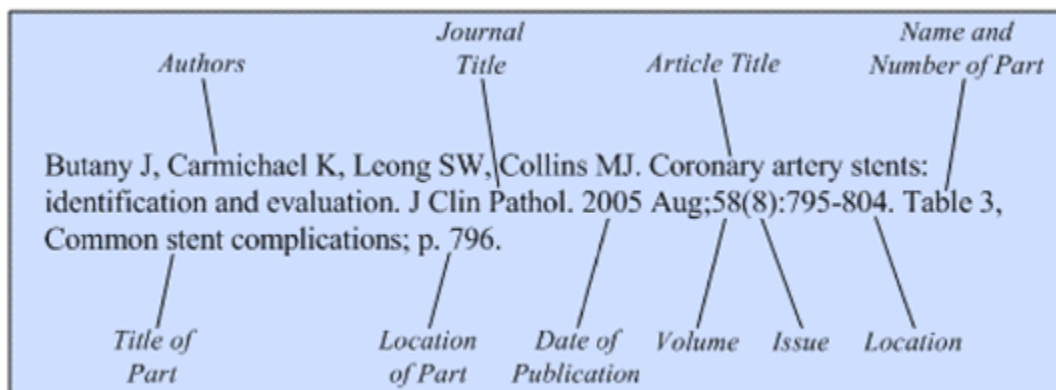 Journal
Name and
Authors
Title
Article Title
Number of Part
Butany J, Carmichael K, Leong SW, Collins MJ. Coronary artery stents:
identification and evaluation. J Clin Pathol. 2005 Aug;58(8):795-804. Table 3,
Common stent complications; p. 796.
Title of
Location
Date of
Volume
Issue
Location
Part
of Part
Publication